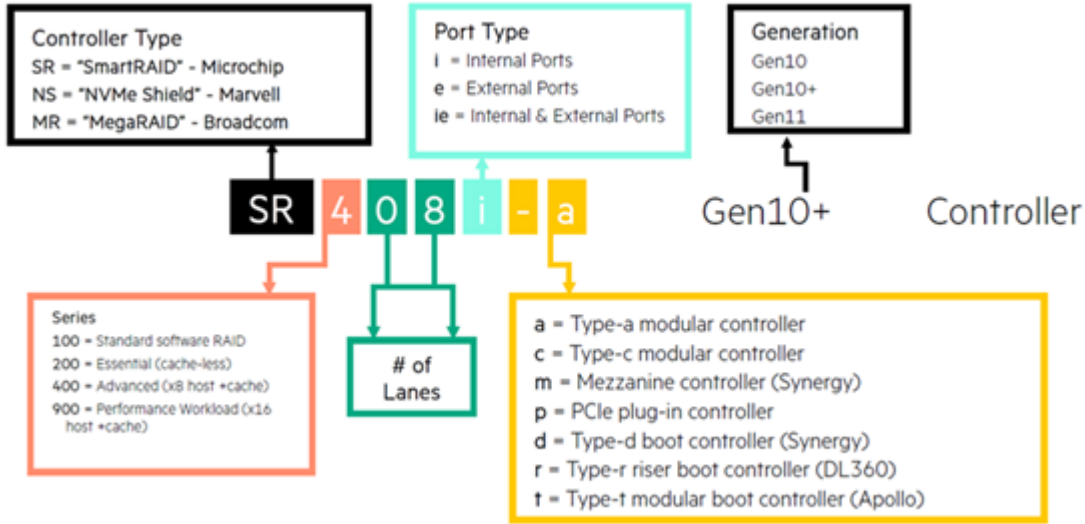 Controller Type
SR = "SmartRAID" - Microchip
NS = "NVMe Shield" - Marvell
MR = "MegaRAID" - Broadcom
Port Type
i = Internal Ports
e = External Ports
ie = Internal & External Ports
Generation
Gen10
Gen10+
Gen11
SR 4 0 8 i - a Gen10+ Controller
Series
100 = Standard software RAID
200 = Essential (cache-less)
400 = Advanced (x8 host +cache)
900 = Performance Workload (x16
host +cache)
# of
Lanes
a = Type-a modular controller
c = Type-c modular controller
m = Mezzanine controller (Synergy)
p = PCIe plug-in controller
d = Type-d boot controller (Synergy)
r = Type-r riser boot controller (DL360)
t = Type-t modular boot controller (Apollo)